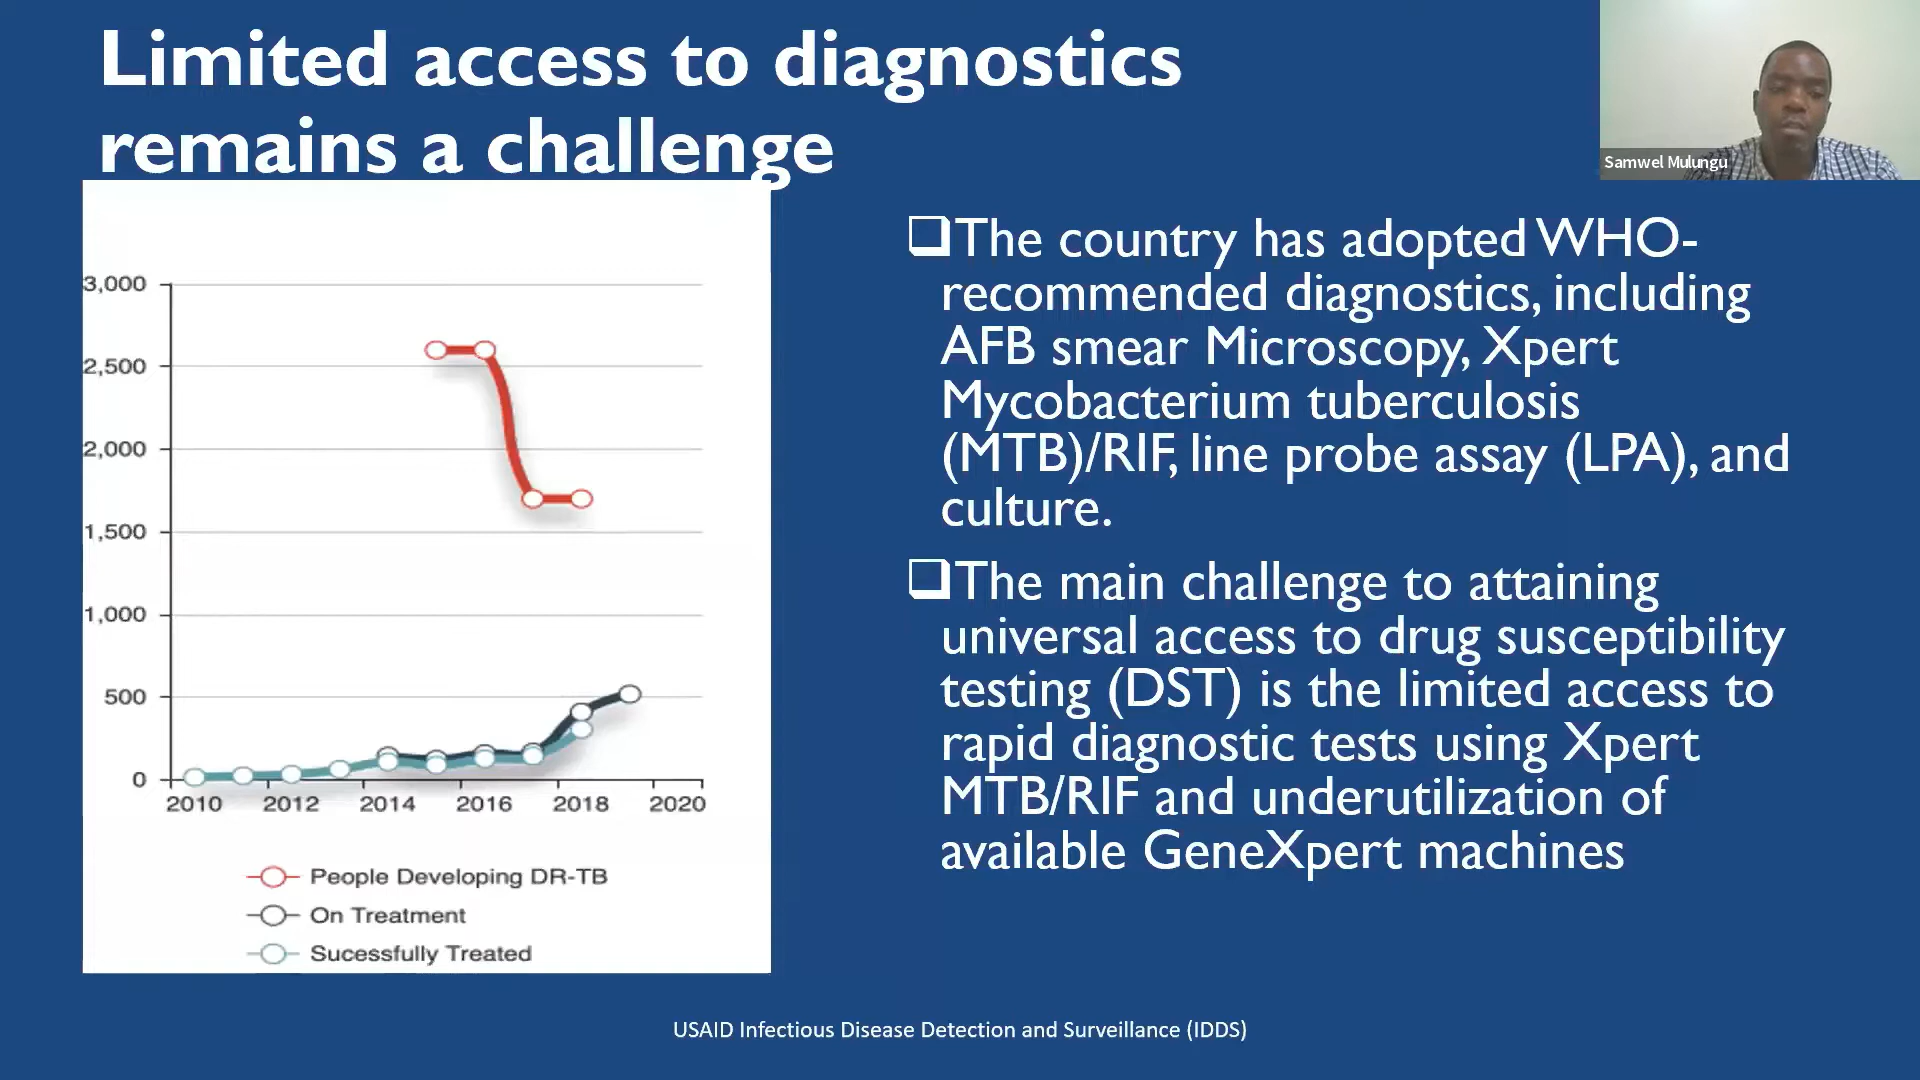 Limited access to diagnostics
remains a challenge
Samwel Mulungu
3,000
2,500
2,000
1,500
1,000
500
0
2010 2012 2014 2016 2018 2020
People Developing DR-TB
On Treatment
Sucessfully Treated
The country has adopted WHO-
recommended diagnostics, including
AFB smear Microscopy, Xpert
Mycobacterium tuberculosis
(MTB)/RIF, line probe assay (LPA), and
culture.
The main challenge to attaining
universal access to drug susceptibility
testing (DST) is the limited access to
rapid diagnostic tests using Xpert
MTB/RIF and underutilization of
available GeneXpert machines
USAID Infectious Disease Detection and Surveillance (IDDS)